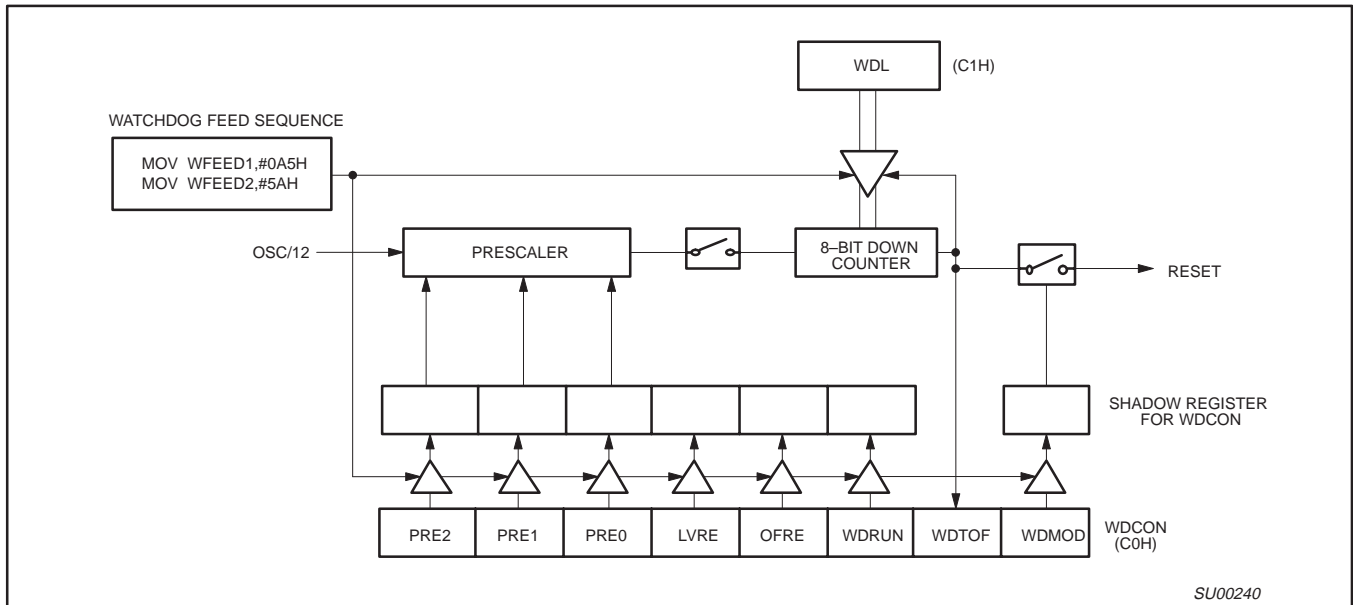 WDL
(C1H)
WATCHDOG FEED SEQUENCE
MOV WFEED1,#0A5H
MOV WFEED2,#5AH
OSC/12
PRESCALER
8–BIT DOWN
COUNTER
RESET
SHADOW REGISTER
FOR WDCON
PRE2
PRE1
PRE0
LVRE
OFRE
WDRUN
WDTOF
WDMOD
WDCON
(C0H)
SU00240